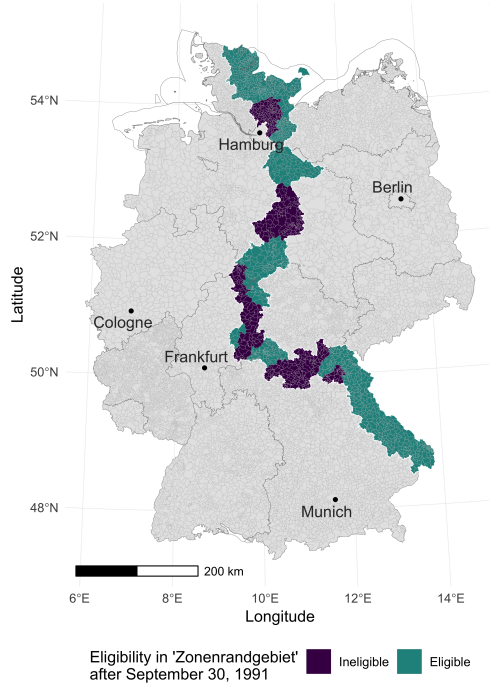 54°N
Hamburg
Berlin
52°N
Latitude
Cologne
Frankfurt
50°N
48°N
Munich
200 km
6°E 8°E 10°E 12°E 14°E
Longitude
Eligibility in 'Zonenrandgebiet'
after September 30, 1991
Ineligible Eligible